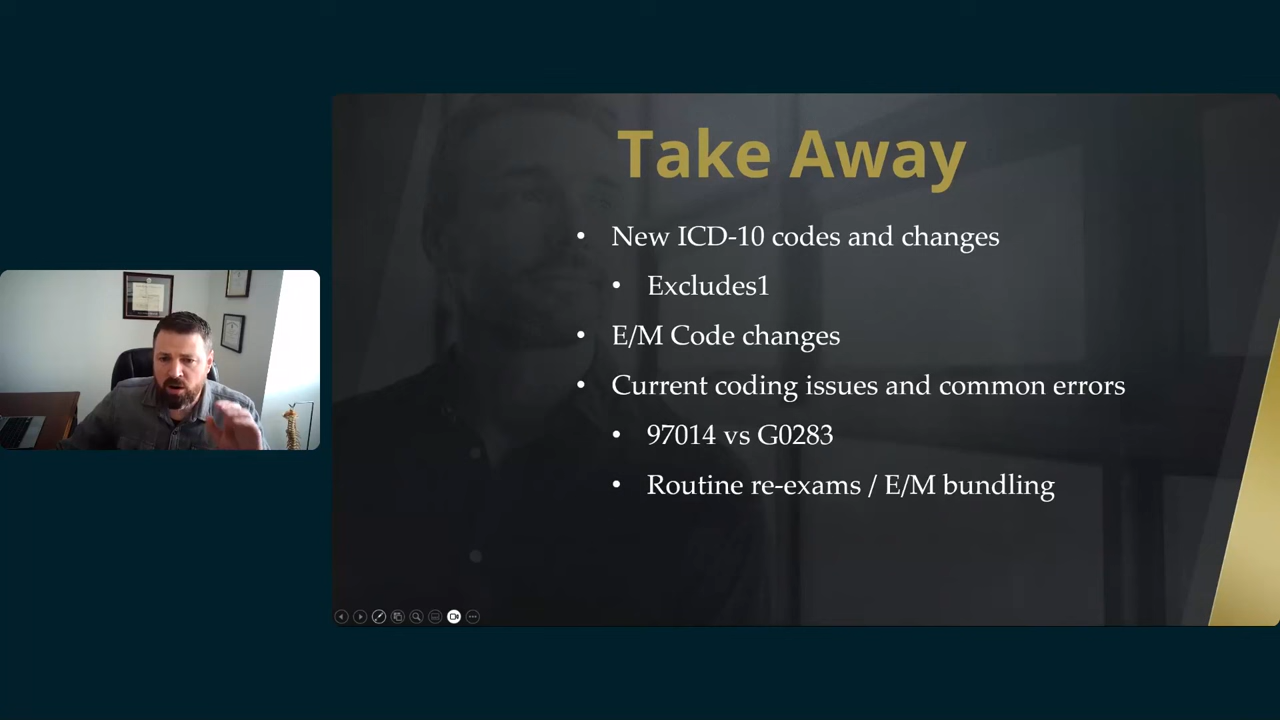 Take Away
• New ICD-10 codes and changes
• Excludes1
• E/M Code changes
• Current coding issues and common errors
• 97014 vs G0283
• Routine re-exams / E/M bundling